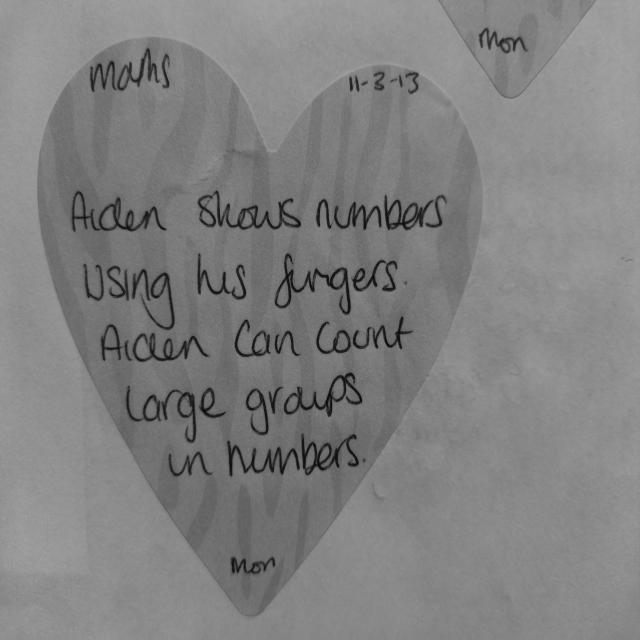 Mon
maths 11-3-13
Aiden shows numbers
using his fingers.
Aiden can count
large groups
in numbers.
Mon